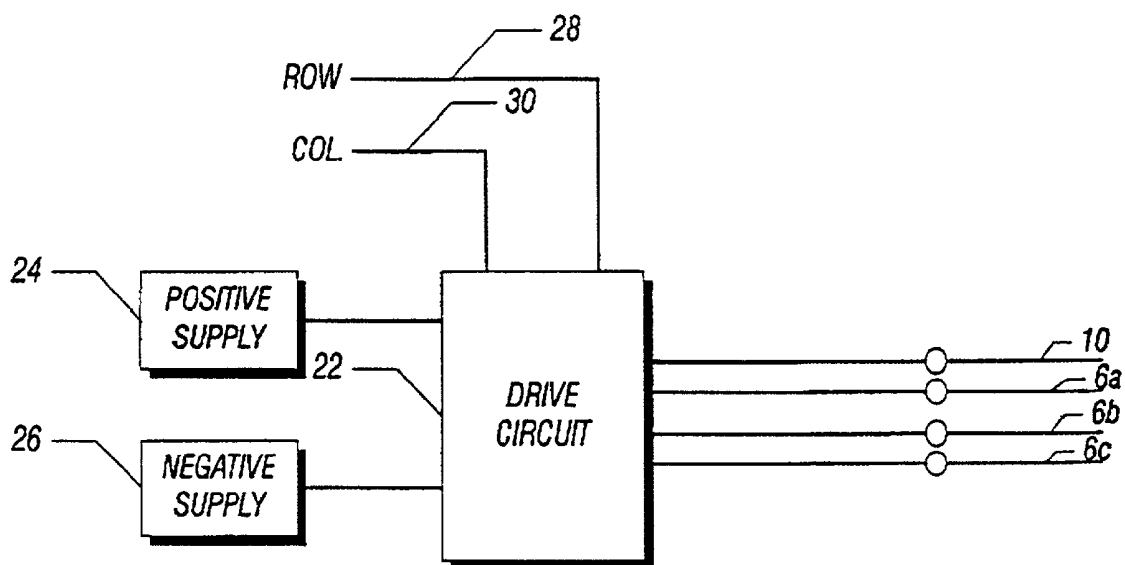 28
ROW
30
COL.
24
POSITIVE
SUPPLY
22
DRIVE
CIRCUIT
10
6a
6b
6c
26
NEGATIVE
SUPPLY